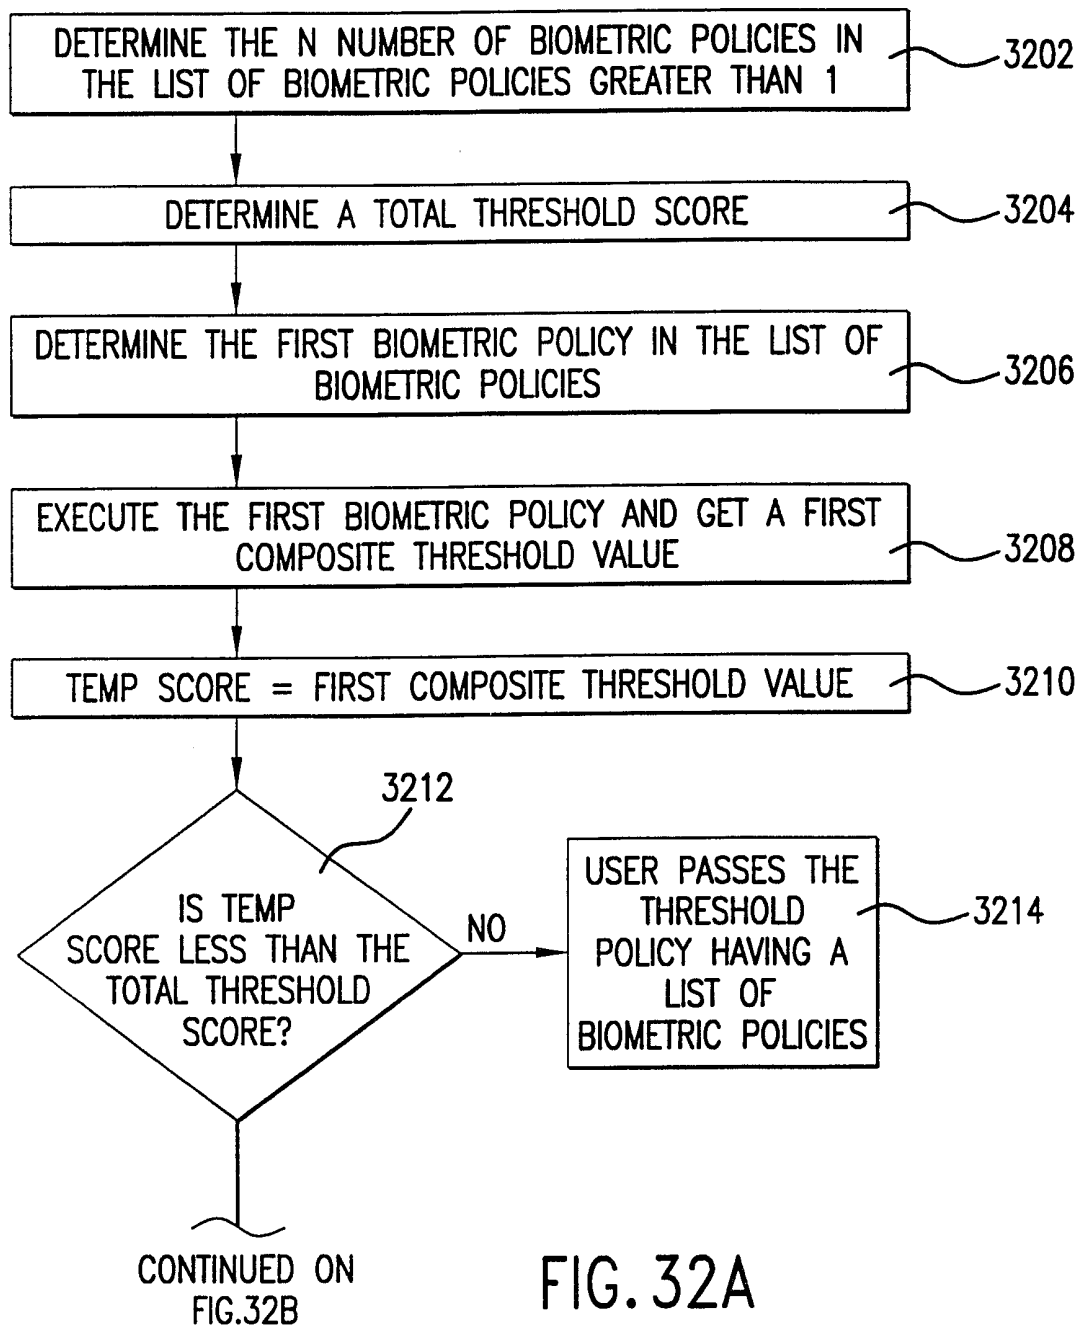 DETERMINE THE N NUMBER OF BIOMETRIC POLICIES IN
THE LIST OF BIOMETRIC POLICIES GREATER THAN 1
3202
DETERMINE A TOTAL THRESHOLD SCORE
3204
DETERMINE THE FIRST BIOMETRIC POLICY IN THE LIST OF
BIOMETRIC POLICIES
3206
EXECUTE THE FIRST BIOMETRIC POLICY AND GET A FIRST
COMPOSITE THRESHOLD VALUE
3208
TEMP SCORE = FIRST COMPOSITE THRESHOLD VALUE
3210
3212
IS TEMP
SCORE LESS THAN THE
TOTAL THRESHOLD
SCORE?
NO
USER PASSES THE
THRESHOLD
POLICY HAVING A
LIST OF
BIOMETRIC POLICIES
3214
CONTINUED ON
FIG.32B
FIG. 32A